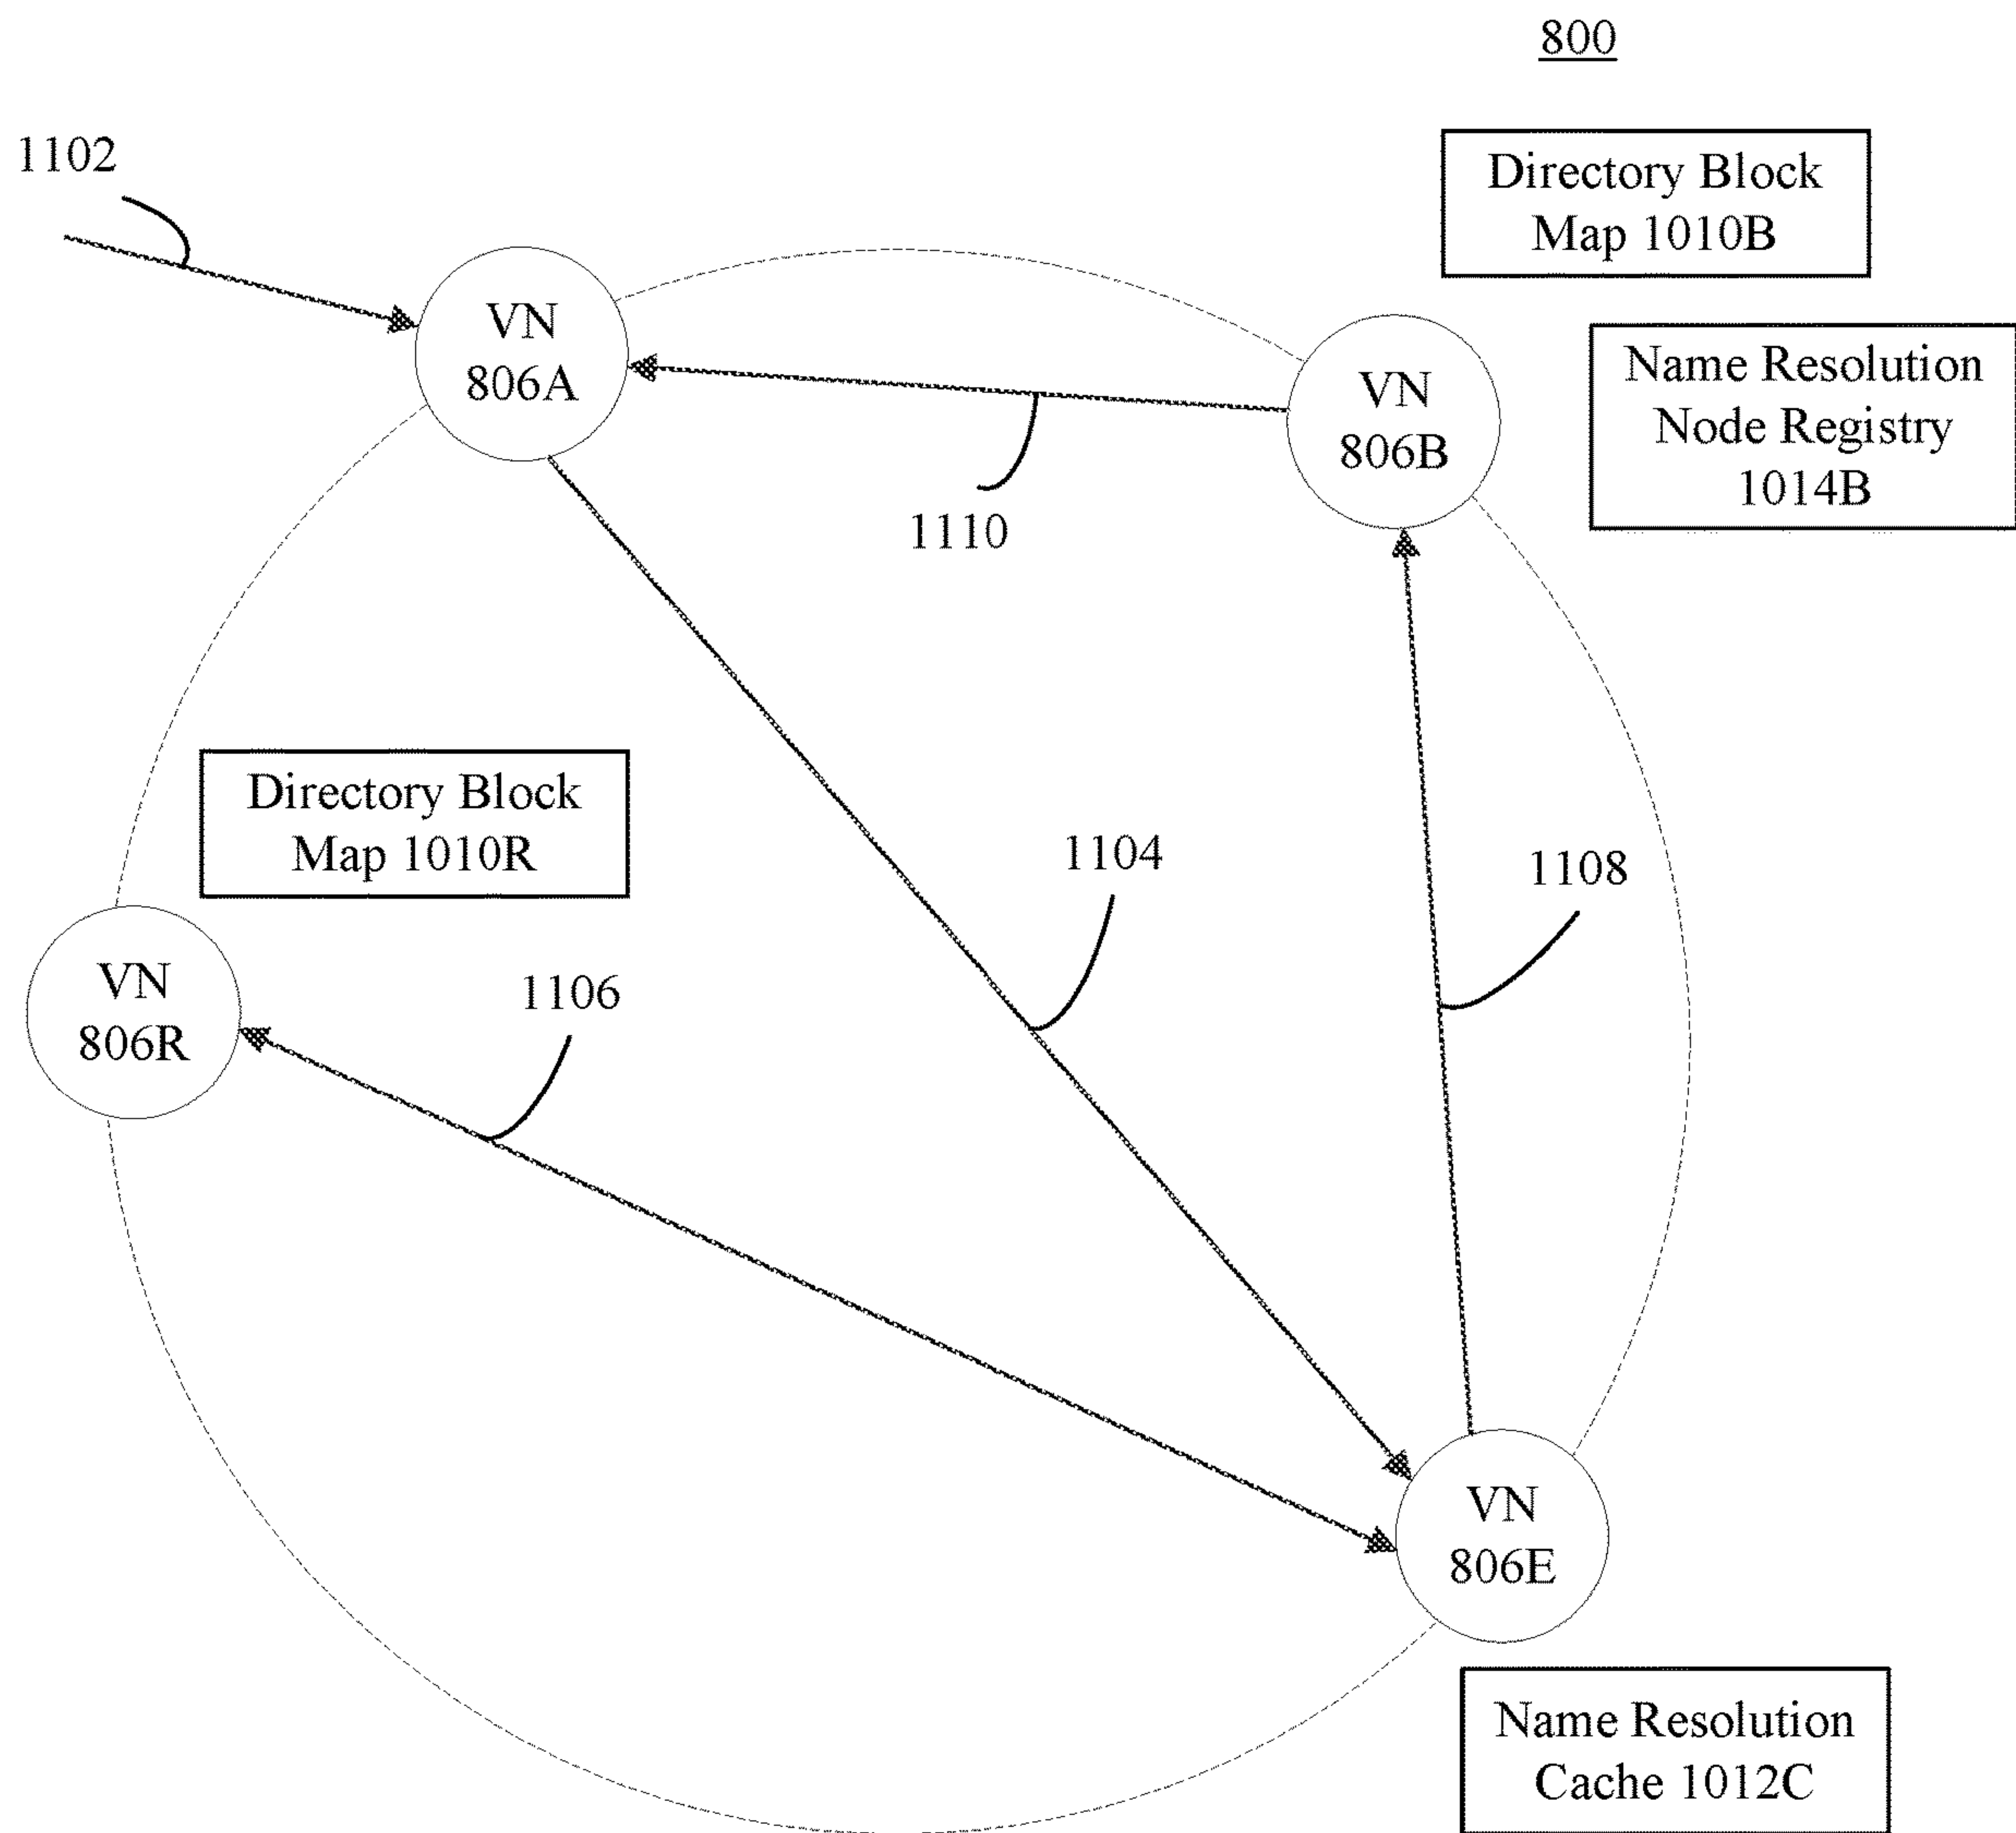 800
1102
Directory Block
Map 1010B
VN
806A
Name Resolution
Node Registry
1014B
VN
806B
1110
Directory Block
Map 1010R
1104
1108
VN
806R
1106
VN
806E
Name Resolution
Cache 1012C